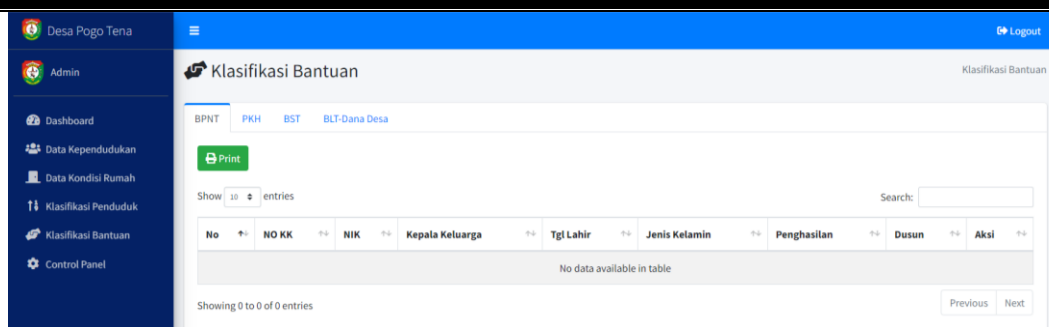 Desa Pogo Tena
Logout
Admin
Klasifikasi Bantuan
Klasifikasi Bantuan
Dashboard
Data Kependudukan
Data Kondisi Rumah
Klasifikasi Penduduk
Klasifikasi Bantuan
Control Panel
BPNT PKH BST BLT-Dana Desa
Print
Show 10 entries
Search:
No NO KK NIK Kepala Keluarga Tgl Lahir Jenis Kelamin Penghasilan Dusun Aksi
No data available in table
Showing 0 to 0 of 0 entries
Previous Next